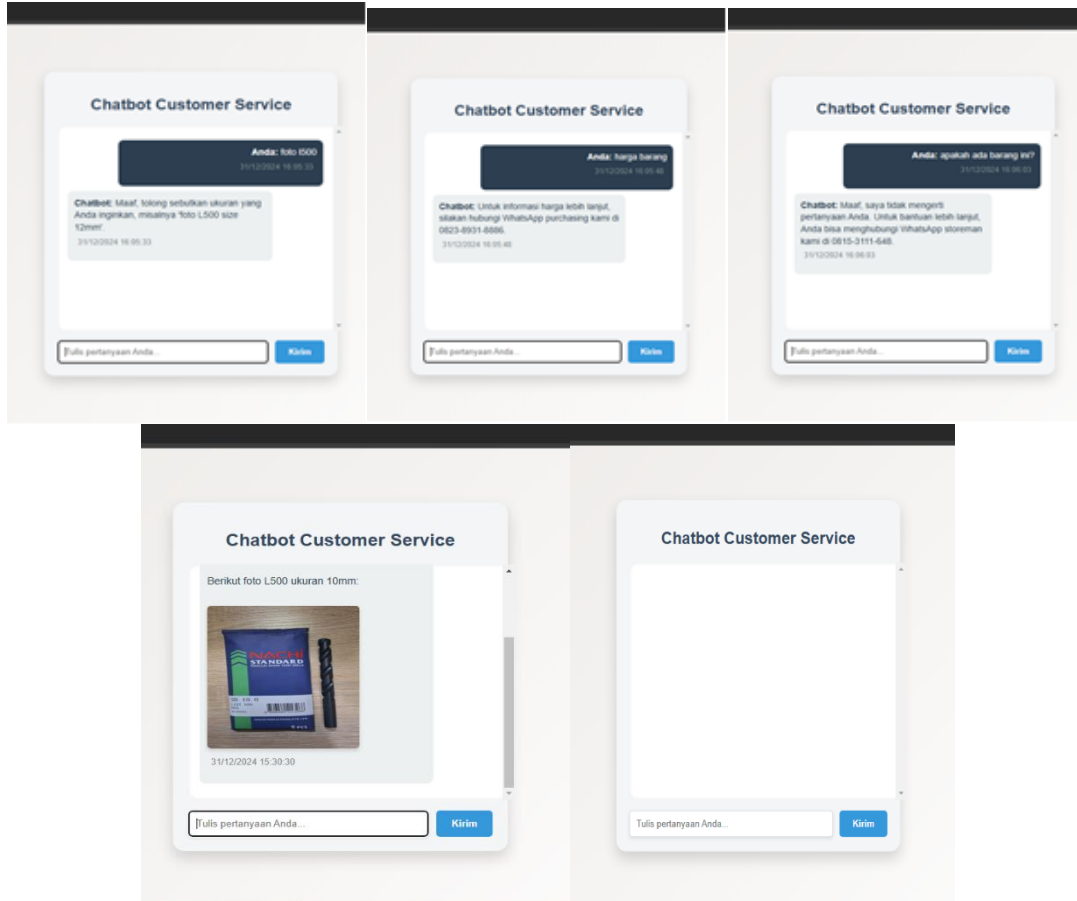 Chatbot Customer Service
Anda: foto l500
31/12/2024 16:05:33
Chatbot: Maaf, tolong sebutkan ukuran yang
Anda inginkan, misalnya 'foto L500 size
12mm'.
31/12/2024 16:05:33
Tulis pertanyaan Anda...
Kirim
Chatbot Customer Service
Anda: harga barang
31/12/2024 16:05:48
Chatbot: Untuk informasi harga lebih lanjut,
silakan hubungi WhatsApp purchasing kami di
0823-8931-8886.
31/12/2024 16:05:48
Tulis pertanyaan Anda...
Kirim
Chatbot Customer Service
Anda: apakah ada barang ini?
31/12/2024 16:06:03
Chatbot: Maaf, saya tidak mengerti
pertanyaan Anda. Untuk bantuan lebih lanjut,
Anda bisa menghubungi WhatsApp storeman
kami di 0815-3111-648.
31/12/2024 16:06:03
Tulis pertanyaan Anda...
Kirim
Chatbot Customer Service
Berikut foto L500 ukuran 10mm:
NACHI
STANDARD
31/12/2024 15:30:30
Tulis pertanyaan Anda...
Kirim
Chatbot Customer Service
Tulis pertanyaan Anda...
Kirim